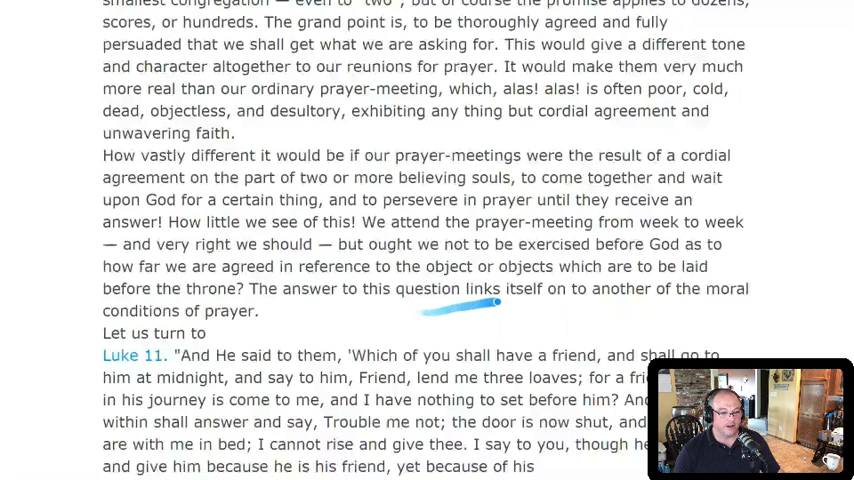 smallest congregation — even to "two", but of course the promise applies to dozens,
scores, or hundreds. The grand point is, to be thoroughly agreed and fully
persuaded that we shall get what we are asking for. This would give a different tone
and character altogether to our reunions for prayer. It would make them very much
more real than our ordinary prayer-meeting, which, alas! alas! is often poor, cold,
dead, objectless, and desultory, exhibiting any thing but cordial agreement and
unwavering faith.
How vastly different it would be if our prayer-meetings were the result of a cordial
agreement on the part of two or more believing souls, to come together and wait
upon God for a certain thing, and to persevere in prayer until they receive an
answer! How little we see of this! We attend the prayer-meeting from week to week
— and very right we should — but ought we not to be exercised before God as to
how far we are agreed in reference to the object or objects which are to be laid
before the throne? The answer to this question links itself on to another of the moral
conditions of prayer.
Let us turn to
Luke 11. "And He said to them, 'Which of you shall have a friend, and shall go to
him at midnight, and say to him, Friend, lend me three loaves; for a
in his journey is come to me, and I have nothing to set before him?
within shall answer and say, Trouble me not; the door is now shut, and
are with me in bed; I cannot rise and give thee. I say to you, though
and give him because he is his friend, yet because of his